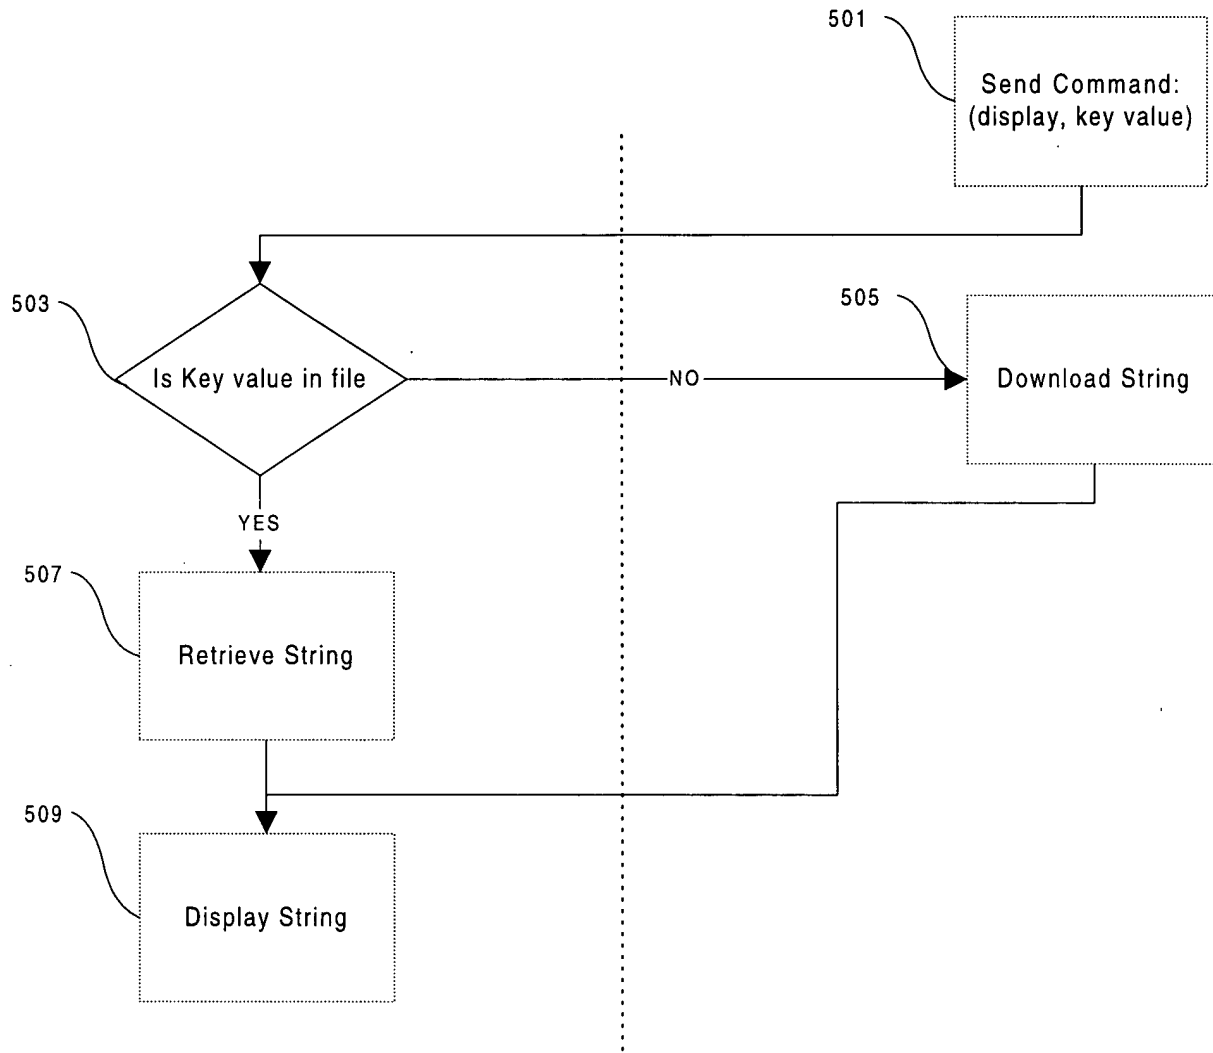 501
Send Command:
(display, key value)
503
Is Key value in file
NO
505
Download String
YES
507
Retrieve String
509
Display String